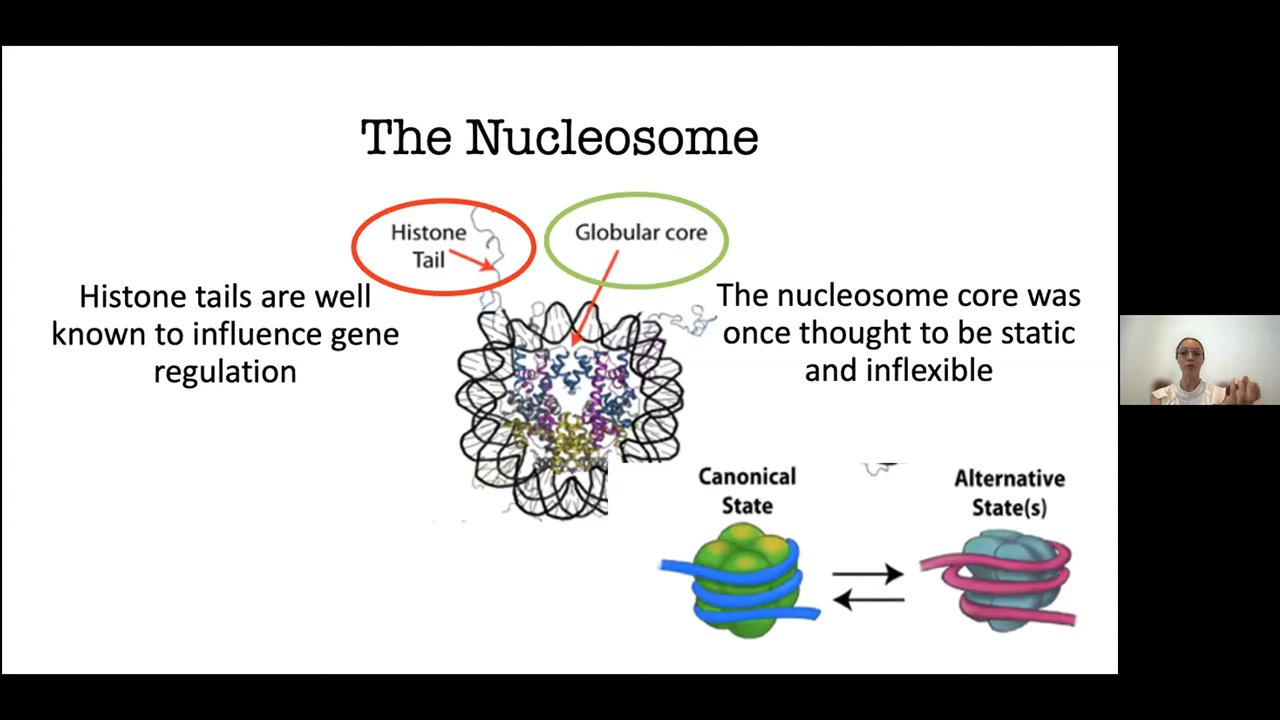 The Nucleosome
Histone
Tail
Globular core
Histone tails are well
known to influence gene
regulation
The nucleosome core was
once thought to be static
and inflexible
Canonical
State
Alternative
State(s)